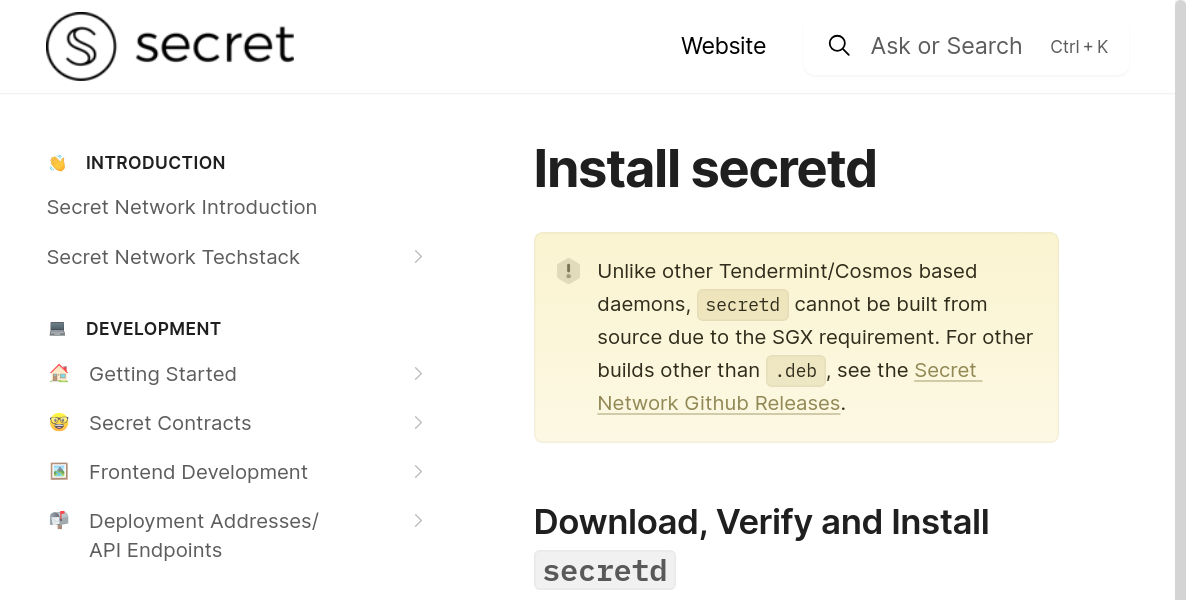 secret
Website
Ask or Search
Ctrl + K
INTRODUCTION
Secret Network Introduction
Secret Network Techstack
DEVELOPMENT
Getting Started
Secret Contracts
Frontend Development
Deployment Addresses/
API Endpoints
Install secretd
Unlike other Tendermint/Cosmos based
daemons, secretd cannot be built from
source due to the SGX requirement. For other
builds other than .deb, see the Secret
Network Github Releases.
Download, Verify and Install
secretd